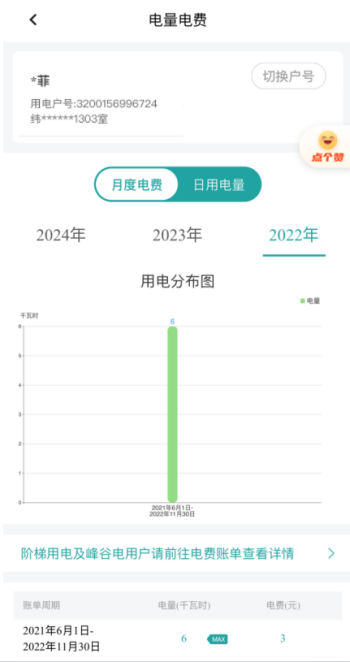 电量电费
*菲
切换户号
用电户号:3200156996724
纬******1303室
点个赞
月度电费 日用电量
2024年 2023年 2022年
用电分布图
电量
千瓦时
6
6
5
4
3
2
1
0
2021年6月1日-
2022年11月30日
阶梯用电及峰谷电用户请前往电费账单查看详情
账单周期 电量(千瓦时) 电费(元)
2021年6月1日-
2022年11月30日
6 MAX 3